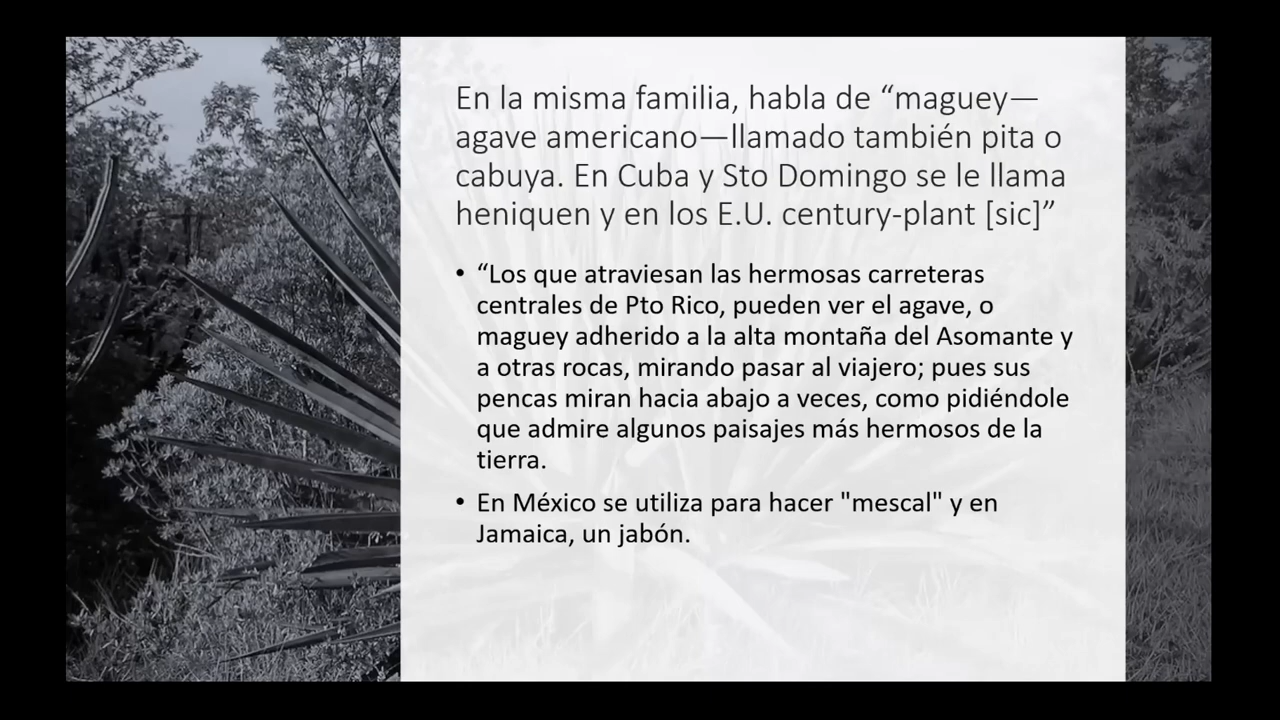 En la misma familia, habla de “maguey—
agave americano—llamado también pita o
cabuya. En Cuba y Sto Domingo se le llama
heniquen y en los E.U. century-plant [sic]”
• “Los que atraviesan las hermosas carreteras
centrales de Pto Rico, pueden ver el agave, o
maguey adherido a la alta montaña del Asomante y
a otras rocas, mirando pasar al viajero; pues sus
pencas miran hacia abajo a veces, como pidiéndole
que admire algunos paisajes más hermosos de la
tierra.
• En México se utiliza para hacer "mescal" y en
Jamaica, un jabón.